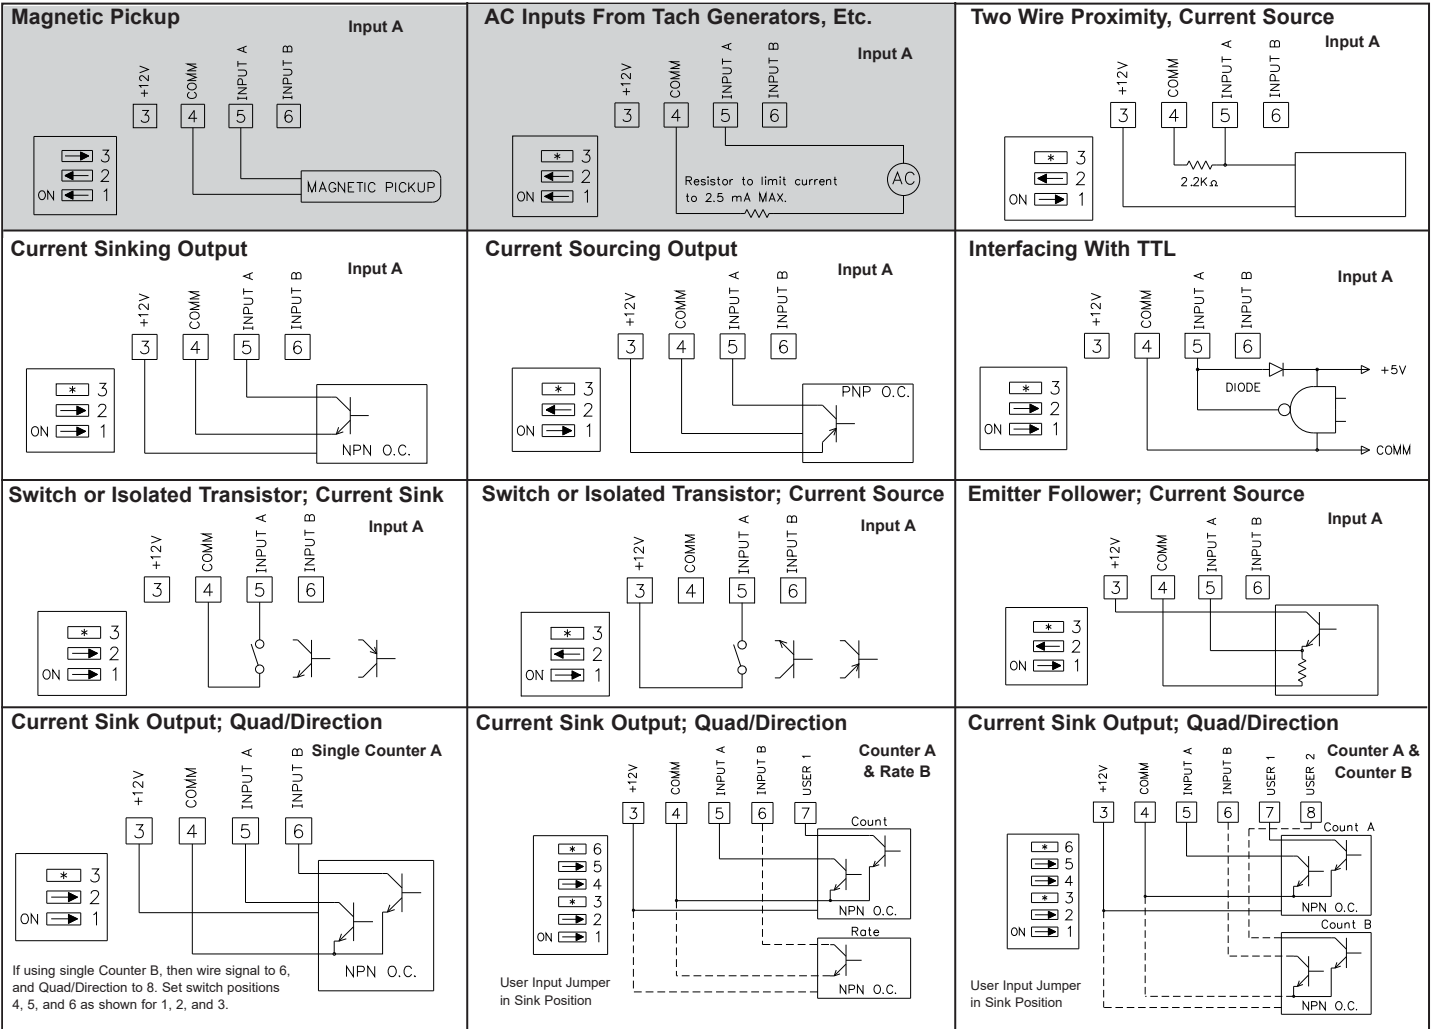 Magnetic Pickup
Input A
+12V
COMM
INPUT A
INPUT B
3
4
5
6
3
2
ON 1
MAGNETIC PICKUP
AC Inputs From Tach Generators, Etc.
Input A
+12V
COMM
INPUT A
INPUT B
3
4
5
6
* 3
2
ON 1
Resistor to limit current
to 2.5 mA MAX.
AC
Two Wire Proximity, Current Source
Input A
+12V
COMM
INPUT A
INPUT B
3
4
5
6
* 3
2
ON 1
2.2KΩ
Current Sinking Output
Input A
+12V
COMM
INPUT A
INPUT B
3
4
5
6
* 3
2
ON 1
NPN O.C.
Current Sourcing Output
Input A
+12V
COMM
INPUT A
INPUT B
3
4
5
6
* 3
2
ON 1
PNP O.C.
Interfacing With TTL
Input A
+12V
COMM
INPUT A
INPUT B
3
4
5
6
* 3
2
ON 1
DIODE
+5V
COMM
Switch or Isolated Transistor; Current Sink
Input A
+12V
COMM
INPUT A
INPUT B
3
4
5
6
* 3
2
ON 1
Switch or Isolated Transistor; Current Source
Input A
+12V
COMM
INPUT A
INPUT B
3
4
5
6
* 3
2
ON 1
Emitter Follower; Current Source
Input A
+12V
COMM
INPUT A
INPUT B
3
4
5
6
* 3
2
ON 1
Current Sink Output; Quad/Direction
Single Counter A
+12V
COMM
INPUT A
INPUT B
3
4
5
6
* 3
2
ON 1
NPN O.C.
If using single Counter B, then wire signal to 6,
and Quad/Direction to 8. Set switch positions
4, 5, and 6 as shown for 1, 2, and 3.
Current Sink Output; Quad/Direction
Counter A
& Rate B
+12V
COMM
INPUT A
INPUT B
USER 1
3
4
5
6
7
Count
* 6
5
4
* 3
2
ON 1
NPN O.C.
Rate
NPN O.C.
User Input Jumper
in Sink Position
Current Sink Output; Quad/Direction
Counter A &
Counter B
+12V
COMM
INPUT A
INPUT B
USER 1
USER 2
3
4
5
6
7
8
Count A
* 6
5
4
* 3
2
ON 1
NPN O.C.
Count B
NPN O.C.
User Input Jumper
in Sink Position